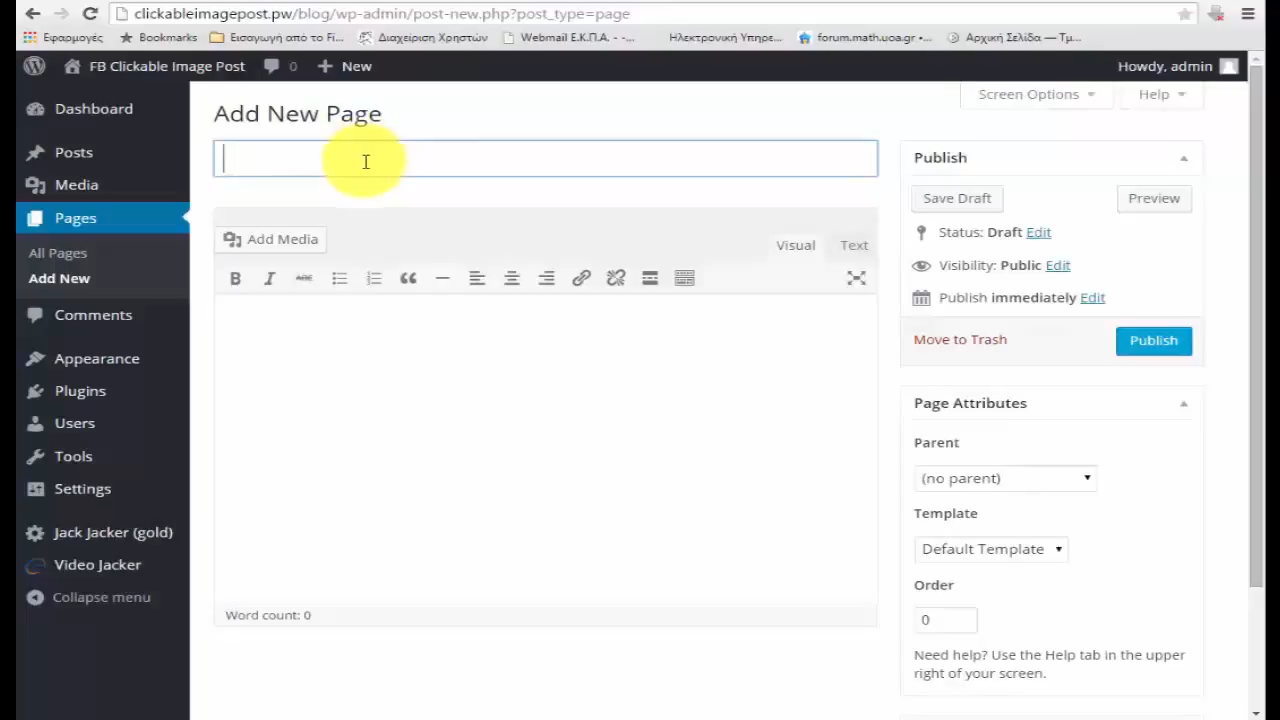 clickableimagepost.pw/blog/wp-admin/post-new.php?post_type=page
Εφαρμογές Bookmarks Εισαγωγή από το Fi... Διαχείριση Χρηστών Webmail Ε.Κ.Π.Α. - -... Ηλεκτρονική Υπηρε... forum.math.uoa.gr •... Αρχική Σελίδα — Τμ...
FB Clickable Image Post 0 New Howdy, admin
Screen Options Help
Dashboard
Posts
Media
Pages
All Pages
Add New
Comments
Appearance
Plugins
Users
Tools
Settings
Jack Jacker (gold)
Video Jacker
Collapse menu
Add New Page
Add Media
Visual Text
B I ABC
Word count: 0
Publish
Save Draft Preview
Status: Draft Edit
Visibility: Public Edit
Publish immediately Edit
Move to Trash Publish
Page Attributes
Parent
(no parent)
Template
Default Template
Order
0
Need help? Use the Help tab in the upper
right of your screen.